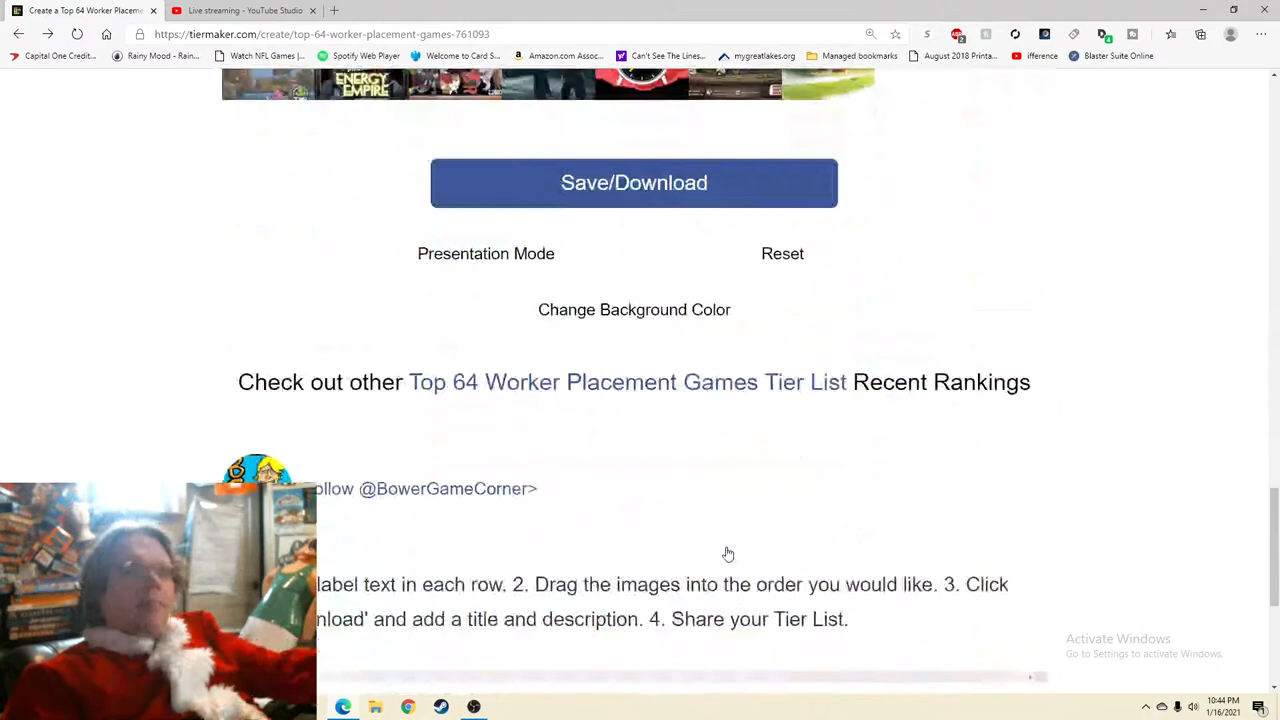 Create a Top 64 Worker Placem
Live streaming - YouTube Studio
https://tiermaker.com/create/top-64-worker-placement-games-761093
Capital One Credit...
Rainy Mood - Rain...
Watch NFL Games |...
Spotify Web Player
Welcome to Card S...
Amazon.com Assoc...
Can't See The Lines...
mygreatlakes.org
Managed bookmarks
August 2018 Printa...
ifference
Blaster Suite Online
ENERGY
EMPIRE
Save/Download
Presentation Mode
Reset
Change Background Color
Check out other Top 64 Worker Placement Games Tier List Recent Rankings
ollow @BowerGameCorner>
label text in each row. 2. Drag the images into the order you would like. 3. Click
nload' and add a title and description. 4. Share your Tier List.
Activate Windows
Go to Settings to activate Windows.
10:44 PM
1/16/2021